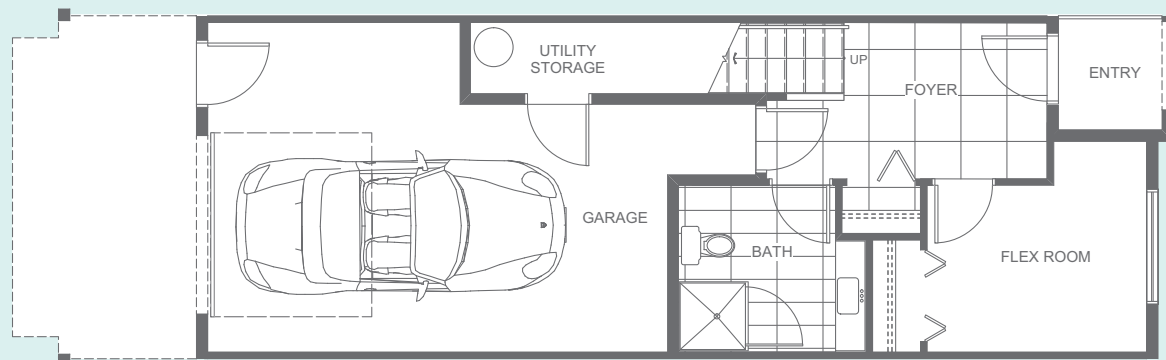 UTILITY
STORAGE
UP
ENTRY
FOYER
GARAGE
BATH
FLEX ROOM